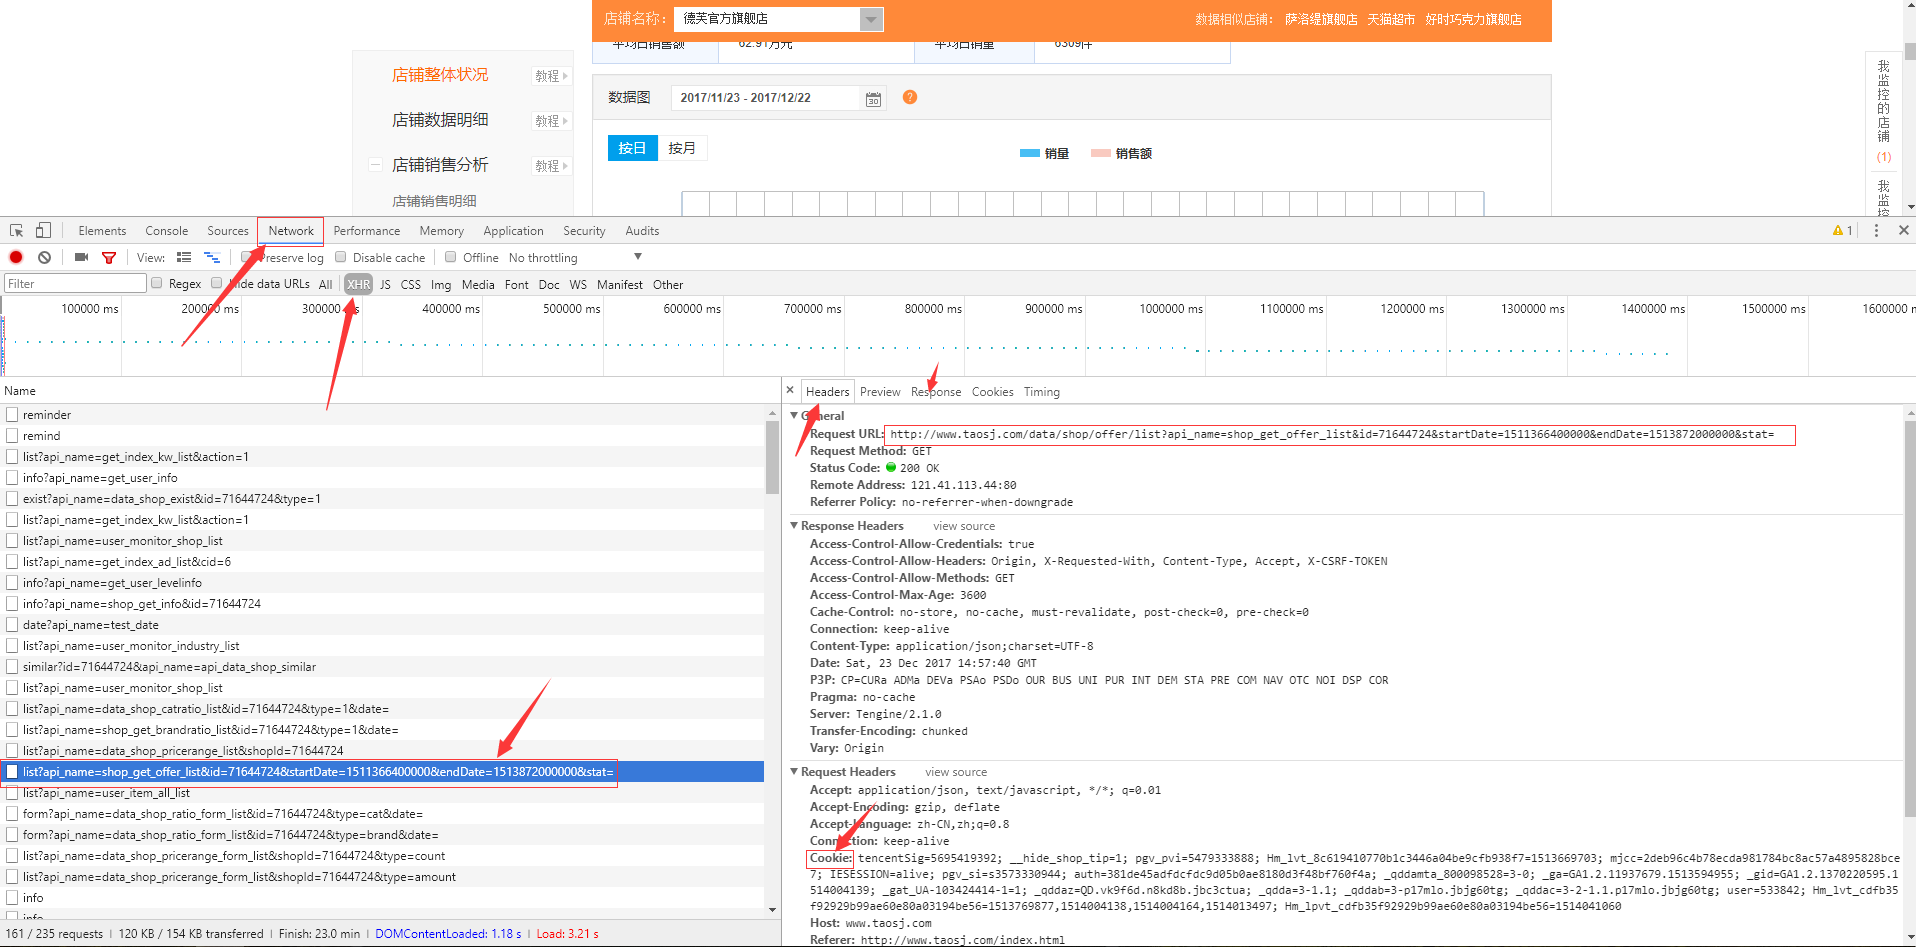 店铺名称: 德芙官方旗舰店
数据相似店铺: 萨洛缇旗舰店 天猫超市 好时巧克力旗舰店
平均日销售额 62.91万元 平均日销量 6309件
店铺整体状况 教程
店铺数据明细 教程
店铺销售分析 教程
店铺销售明细
数据图 2017/11/23 - 2017/12/22 30 ?
按日 按月
销量 销售额
我监控的店铺
(1)
我监控
Elements Console Sources Network Performance Memory Application Security Audits 1
View: Preserve log Disable cache Offline No throttling
Filter Regex Hide data URLs All XHR JS CSS Img Media Font Doc WS Manifest Other
100000 ms 200000 ms 300000 ms 400000 ms 500000 ms 600000 ms 700000 ms 800000 ms 900000 ms 1000000 ms 1100000 ms 1200000 ms 1300000 ms 1400000 ms 1500000 ms 1600000 m
Name
reminder
remind
list?api_name=get_index_kw_list&action=1
info?api_name=get_user_info
exist?api_name=data_shop_exist&id=71644724&type=1
list?api_name=get_index_kw_list&action=1
list?api_name=user_monitor_shop_list
list?api_name=get_index_ad_list&cid=6
info?api_name=get_user_levelinfo
info?api_name=shop_get_info&id=71644724
date?api_name=test_date
list?api_name=user_monitor_industry_list
similar?id=71644724&api_name=api_data_shop_similar
list?api_name=user_monitor_shop_list
list?api_name=data_shop_catratio_list&id=71644724&type=1&date=
list?api_name=shop_get_brandratio_list&id=71644724&type=1&date=
list?api_name=data_shop_pricerange_list&shopId=71644724
list?api_name=shop_get_offer_list&id=71644724&startDate=1511366400000&endDate=1513872000000&stat=
list?api_name=user_item_all_list
form?api_name=data_shop_ratio_form_list&id=71644724&type=cat&date=
form?api_name=data_shop_ratio_form_list&id=71644724&type=brand&date=
list?api_name=data_shop_pricerange_form_list&shopId=71644724&type=count
list?api_name=data_shop_pricerange_form_list&shopId=71644724&type=amount
info
info
161 / 235 requests | 120 KB / 154 KB transferred | Finish: 23.0 min | DOMContentLoaded: 1.18 s | Load: 3.21 s
Headers Preview Response Cookies Timing
General
Request URL: http://www.taosj.com/data/shop/offer/list?api_name=shop_get_offer_list&id=71644724&startDate=1511366400000&endDate=1513872000000&stat=
Request Method: GET
Status Code: 200 OK
Remote Address: 121.41.113.44:80
Referrer Policy: no-referrer-when-downgrade
Response Headers view source
Access-Control-Allow-Credentials: true
Access-Control-Allow-Headers: Origin, X-Requested-With, Content-Type, Accept, X-CSRF-TOKEN
Access-Control-Allow-Methods: GET
Access-Control-Max-Age: 3600
Cache-Control: no-store, no-cache, must-revalidate, post-check=0, pre-check=0
Connection: keep-alive
Content-Type: application/json;charset=UTF-8
Date: Sat, 23 Dec 2017 14:57:40 GMT
P3P: CP=CURa ADMa DEVa PSAo PSDo OUR BUS UNI PUR INT DEM STA PRE COM NAV OTC NOI DSP COR
Pragma: no-cache
Server: Tengine/2.1.0
Transfer-Encoding: chunked
Vary: Origin
Request Headers view source
Accept: application/json, text/javascript, */*; q=0.01
Accept-Encoding: gzip, deflate
Accept-Language: zh-CN,zh;q=0.8
Connection: keep-alive
Cookie: tencentSig=5695419392; __hide_shop_tip=1; pgv_pvi=5479333888; Hm_lvt_8c619410770b1c3446a04be9cfb938f7=1513669703; mjcc=2deb96c4b78ecda981784bc8ac57a4895828bce
7; IESESSION=alive; pgv_si=s3573330944; auth=381de45adfdcfdc9d05b0ae8180d3f48bf760f4a; _qddamta_800098528=3-0; _ga=GA1.2.11937679.1513594955; _gid=GA1.2.1370220595.1
514004139; _gat_UA-103424414-1=1; _qddaz=QD.vk9f6d.n8kd8b.jbc3ctua; _qdda=3-1.1; _qddab=3-p17mlo.jbjg60tg; _qddac=3-2-1.1.p17mlo.jbjg60tg; user=533842; Hm_lvt_cdfb35
f92929b99ae60e80a03194be56=1513769877,1514004138,1514004164,1514013497; Hm_lpvt_cdfb35f92929b99ae60e80a03194be56=1514041060
Host: www.taosj.com
Referer: http://www.taosj.com/index.html